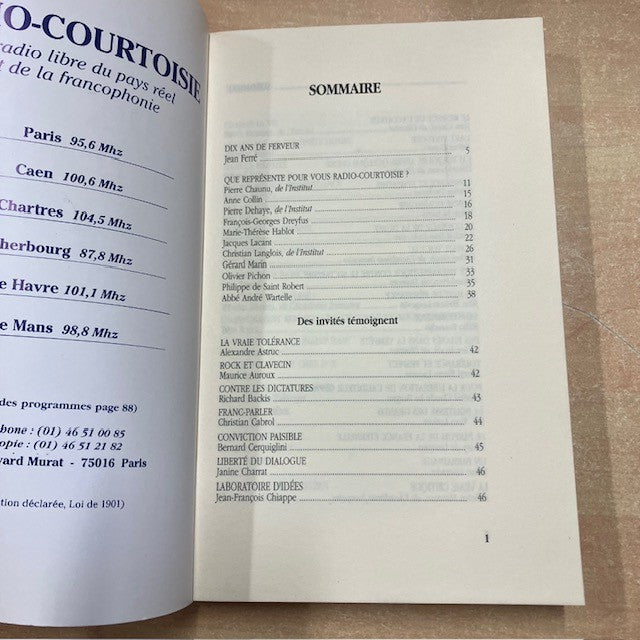 IO-COURTOISIE
radio libre du pays réel
t de la francophonie
Paris 95,6 Mhz
Caen 100,6 Mhz
Chartres 104,5 Mhz
herbourg 87,8 Mhz
e Havre 101,1 Mhz
e Mans 98,8 Mhz
des programmes page 88)
bone : (01) 46 51 00 85
opie : (01) 46 51 21 82
vard Murat - 75016 Paris
tion déclarée, Loi de 1901)
SOMMAIRE
DIX ANS DE FERVEUR
Jean Ferré 5
QUE REPRÉSENTE POUR VOUS RADIO-COURTOISIE ?
Pierre Chaunu, de l'Institut 11
Anne Collin 15
Pierre Dehaye, de l'Institut 16
François-Georges Dreyfus 18
Marie-Thérèse Hablot 20
Jacques Lacant 22
Christian Langlois, de l'Institut 26
Gérard Marin 31
Olivier Pichon 33
Philippe de Saint Robert 35
Abbé André Wartelle 38
Des invités témoignent
LA VRAIE TOLÉRANCE
Alexandre Astruc 42
ROCK ET CLAVECIN
Maurice Auroux 42
CONTRE LES DICTATURES
Richard Backis 43
FRANC-PARLER
Christian Cabrol 44
CONVICTION PAISIBLE
Bernard Cerquiglini 45
LIBERTÉ DU DIALOGUE
Janine Charrat 46
LABORATOIRE D'IDÉES
Jean-François Chiappe 46
1